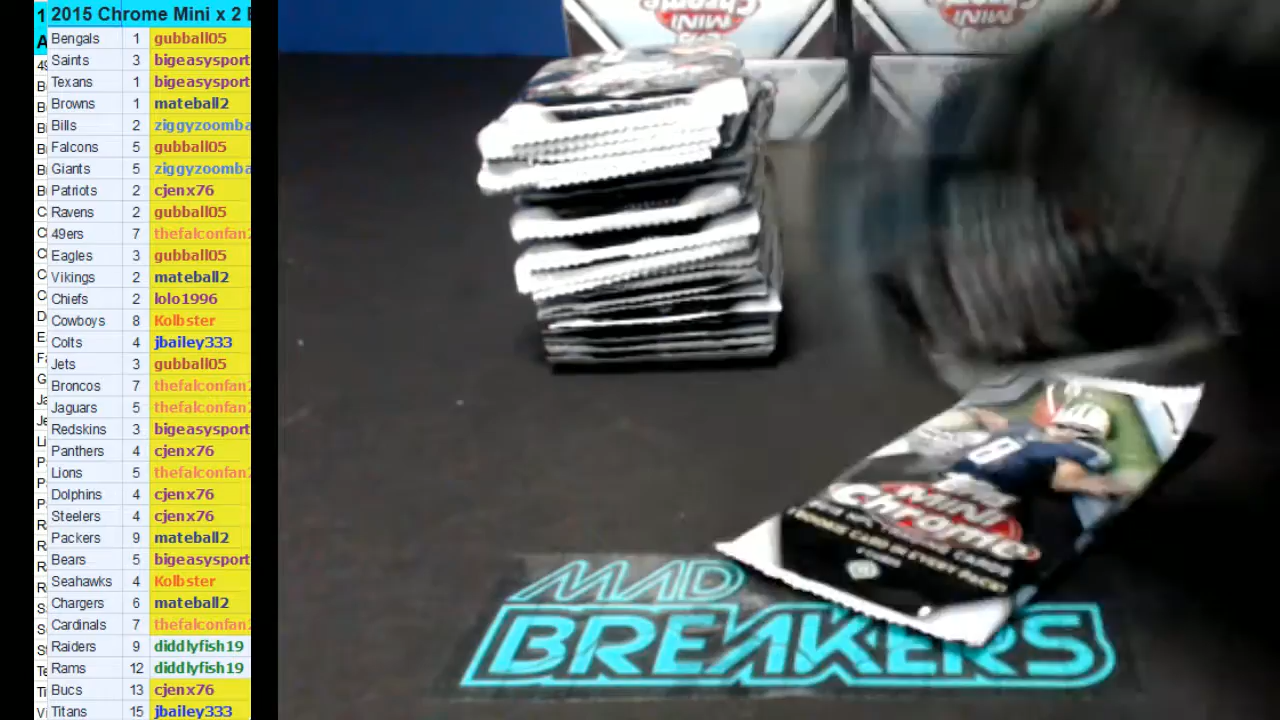 2015 Chrome Mini x 2 B
Bengals 1 gubball05
Saints 3 bigeasysport
Texans 1 bigeasysport
Browns 1 mateball2
Bills 2 ziggyzoomba
Falcons 5 gubball05
Giants 5 ziggyzoomba
Patriots 2 cjenx76
Ravens 2 gubball05
49ers 7 thefalconfan
Eagles 3 gubball05
Vikings 2 mateball2
Chiefs 2 lolo1996
Cowboys 8 Kolbster
Colts 4 jbailey333
Jets 3 gubball05
Broncos 7 thefalconfan
Jaguars 5 thefalconfan
Redskins 3 bigeasysport
Panthers 4 cjenx76
Lions 5 thefalconfan
Dolphins 4 cjenx76
Steelers 4 cjenx76
Packers 9 mateball2
Bears 5 bigeasysport
Seahawks 4 Kolbster
Chargers 6 mateball2
Cardinals 7 thefalconfan
Raiders 9 diddlyfish19
Rams 12 diddlyfish19
Bucs 13 cjenx76
Titans 15 jbailey333
MINI
Chrome
MAD
BREAKERS